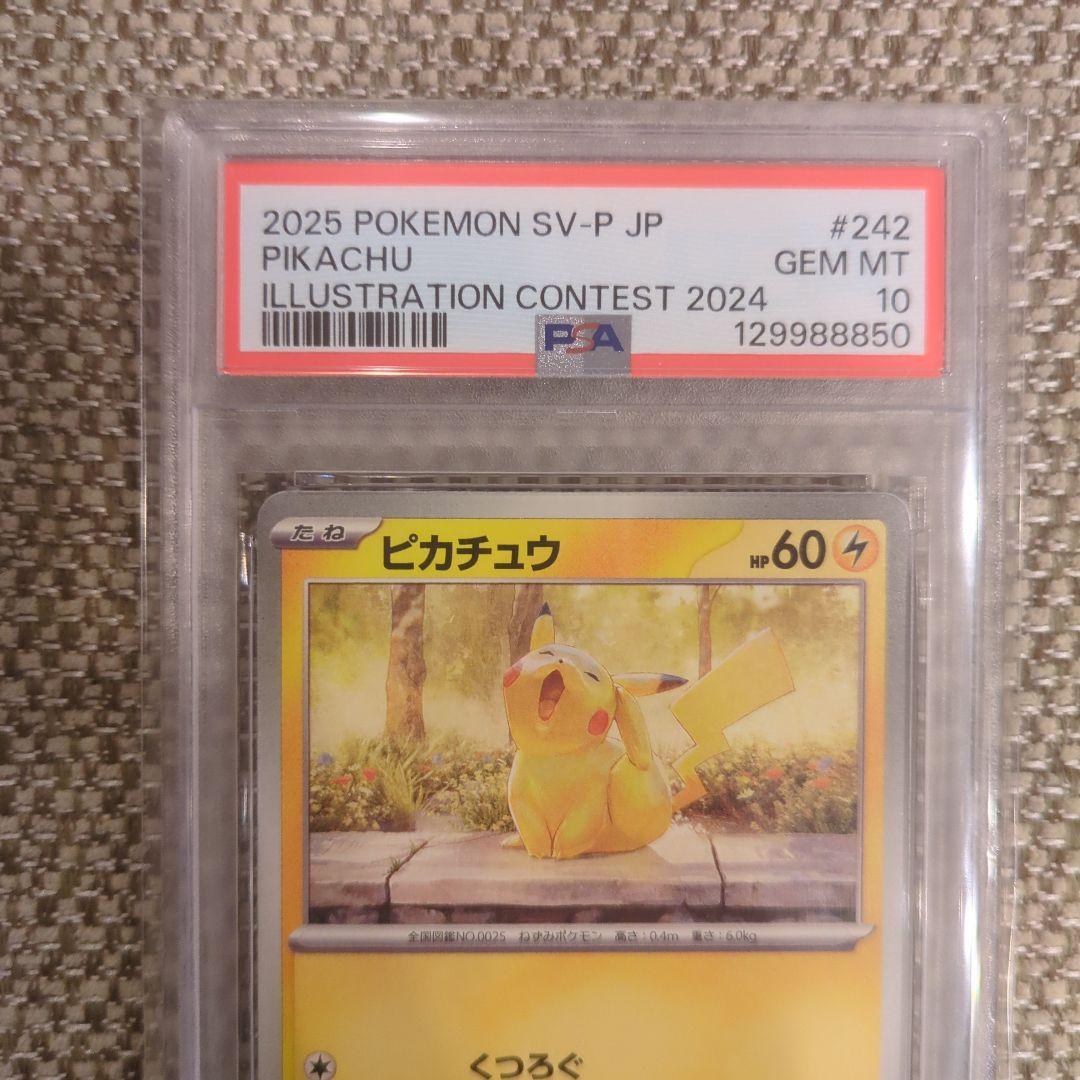 2025 POKEMON SV-P JP #242
PIKACHU GEM MT
ILLUSTRATION CONTEST 2024 10
PSA 129988850
たね ピカチュウ HP60
全国図鑑NO.0025 ねずみポケモン 高さ:0.4m 重さ:6.0kg
くつろぐ